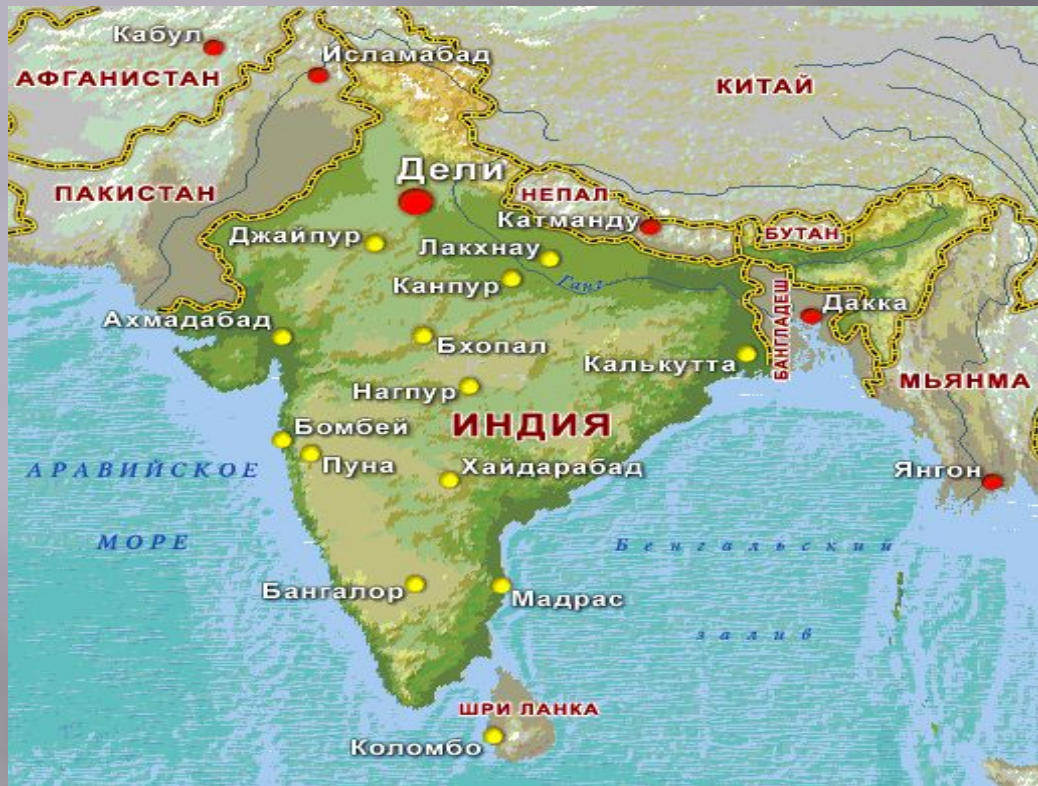 Кабул
Исламабад
АФГАНИСТАН
КИТАЙ
Дели
ПАКИСТАН
НЕПАЛ
Катманду
БУТАН
Джайпур
Лакхнау
Канпур
Ганг
Дакка
БАНГЛАДЕШ
Ахмадабад
Бхопал
Калькутта
Нагпур
МЬЯНМА
ИНДИЯ
Бомбей
Пуна
Хайдарабад
АРАВИЙСКОЕ
МОРЕ
Янгон
Бенгальский
залив
Бангалор
Мадрас
ШРИ ЛАНКА
Коломбо